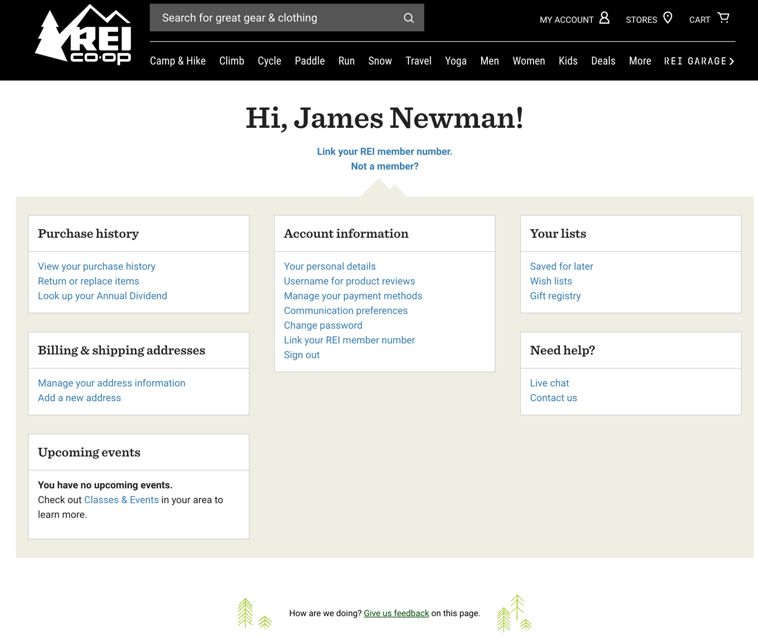 REI
co·op
Search for great gear & clothing
MY ACCOUNT
STORES
CART
Camp & Hike Climb Cycle Paddle Run Snow Travel Yoga Men Women Kids Deals More REI GARAGE
Hi, James Newman!
Link your REI member number.
Not a member?
Purchase history
View your purchase history
Return or replace items
Look up your Annual Dividend
Billing & shipping addresses
Manage your address information
Add a new address
Upcoming events
You have no upcoming events.
Check out Classes & Events in your area to
learn more.
Account information
Your personal details
Username for product reviews
Manage your payment methods
Communication preferences
Change password
Link your REI member number
Sign out
Your lists
Saved for later
Wish lists
Gift registry
Need help?
Live chat
Contact us
How are we doing? Give us feedback on this page.